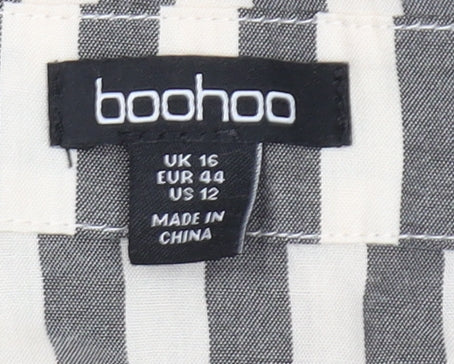 boohoo
UK 16
EUR 44
US 12
MADE IN
CHINA